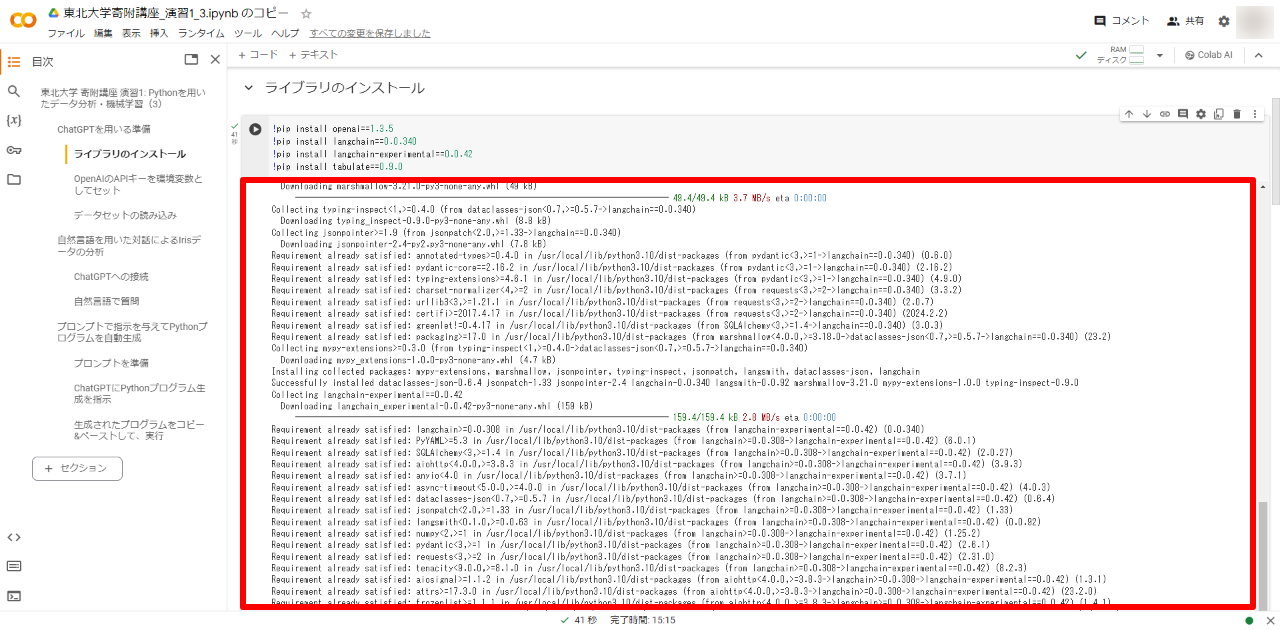 東北大学寄附講座_演習1_3.ipynb のコピー
ファイル 編集 表示 挿入 ランタイム ツール ヘルプ すべての変更を保存しました
コメント 共有
目次
+ コード + テキスト
RAM
ディスク
Colab AI
東北大学 寄附講座 演習1: Pythonを用い
たデータ分析・機械学習（3）
ChatGPTを用いる準備
ライブラリのインストール
OpenAIのAPIキーを環境変数と
してセット
データセットの読み込み
自然言語を用いた対話によるIrisデ
ータの分析
ChatGPTへの接続
自然言語で質問
プロンプトで指示を与えてPythonプ
ログラムを自動生成
プロンプトを準備
ChatGPTにPythonプログラム生
成を指示
生成されたプログラムをコピー
&ペーストして、実行
+ セクション
ライブラリのインストール
41
秒
!pip install openai==1.3.5
!pip install langchain==0.0.340
!pip install langchain-experimental==0.0.42
!pip install tabulate==0.9.0
Downloading marshmallow-3.21.0-py3-none-any.whl (49 kB)
49.4/49.4 kB 3.7 MB/s eta 0:00:00
Collecting typing-inspect<1,>=0.4.0 (from dataclasses-json<0.7,>=0.5.7->langchain==0.0.340)
Downloading typing_inspect-0.9.0-py3-none-any.whl (8.8 kB)
Collecting jsonpointer>=1.9 (from jsonpatch<2.0,>=1.33->langchain==0.0.340)
Downloading jsonpointer-2.4-py2.py3-none-any.whl (7.8 kB)
Requirement already satisfied: annotated-types>=0.4.0 in /usr/local/lib/python3.10/dist-packages (from pydantic<3,>=1->langchain==0.0.340) (0.6.0)
Requirement already satisfied: pydantic-core==2.16.2 in /usr/local/lib/python3.10/dist-packages (from pydantic<3,>=1->langchain==0.0.340) (2.16.2)
Requirement already satisfied: typing-extensions>=4.6.1 in /usr/local/lib/python3.10/dist-packages (from pydantic<3,>=1->langchain==0.0.340) (4.9.0)
Requirement already satisfied: charset-normalizer<4,>=2 in /usr/local/lib/python3.10/dist-packages (from requests<3,>=2->langchain==0.0.340) (3.3.2)
Requirement already satisfied: urllib3<3,>=1.21.1 in /usr/local/lib/python3.10/dist-packages (from requests<3,>=2->langchain==0.0.340) (2.0.7)
Requirement already satisfied: certifi>=2017.4.17 in /usr/local/lib/python3.10/dist-packages (from requests<3,>=2->langchain==0.0.340) (2024.2.2)
Requirement already satisfied: greenlet!=0.4.17 in /usr/local/lib/python3.10/dist-packages (from SQLAlchemy<3,>=1.4->langchain==0.0.340) (3.0.3)
Requirement already satisfied: packaging>=17.0 in /usr/local/lib/python3.10/dist-packages (from marshmallow<4.0.0,>=3.18.0->dataclasses-json<0.7,>=0.5.7->langchain==0.0.340) (23.2)
Collecting mypy-extensions>=0.3.0 (from typing-inspect<1,>=0.4.0->dataclasses-json<0.7,>=0.5.7->langchain==0.0.340)
Downloading mypy_extensions-1.0.0-py3-none-any.whl (4.7 kB)
Installing collected packages: mypy-extensions, marshmallow, jsonpointer, typing-inspect, jsonpatch, langsmith, dataclasses-json, langchain
Successfully installed dataclasses-json-0.6.4 jsonpatch-1.33 jsonpointer-2.4 langchain-0.0.340 langsmith-0.0.92 marshmallow-3.21.0 mypy-extensions-1.0.0 typing-inspect-0.9.0
Collecting langchain-experimental==0.0.42
Downloading langchain_experimental-0.0.42-py3-none-any.whl (159 kB)
159.4/159.4 kB 2.0 MB/s eta 0:00:00
Requirement already satisfied: langchain>=0.0.308 in /usr/local/lib/python3.10/dist-packages (from langchain-experimental==0.0.42) (0.0.340)
Requirement already satisfied: PyYAML>=5.3 in /usr/local/lib/python3.10/dist-packages (from langchain>=0.0.308->langchain-experimental==0.0.42) (6.0.1)
Requirement already satisfied: SQLAlchemy<3,>=1.4 in /usr/local/lib/python3.10/dist-packages (from langchain>=0.0.308->langchain-experimental==0.0.42) (2.0.27)
Requirement already satisfied: aiohttp<4.0.0,>=3.8.3 in /usr/local/lib/python3.10/dist-packages (from langchain>=0.0.308->langchain-experimental==0.0.42) (3.9.3)
Requirement already satisfied: anyio<4.0 in /usr/local/lib/python3.10/dist-packages (from langchain>=0.0.308->langchain-experimental==0.0.42) (3.7.1)
Requirement already satisfied: async-timeout<5.0.0,>=4.0.0 in /usr/local/lib/python3.10/dist-packages (from langchain>=0.0.308->langchain-experimental==0.0.42) (4.0.3)
Requirement already satisfied: dataclasses-json<0.7,>=0.5.7 in /usr/local/lib/python3.10/dist-packages (from langchain>=0.0.308->langchain-experimental==0.0.42) (0.6.4)
Requirement already satisfied: jsonpatch<2.0,>=1.33 in /usr/local/lib/python3.10/dist-packages (from langchain>=0.0.308->langchain-experimental==0.0.42) (1.33)
Requirement already satisfied: langsmith<0.1.0,>=0.0.63 in /usr/local/lib/python3.10/dist-packages (from langchain>=0.0.308->langchain-experimental==0.0.42) (0.0.92)
Requirement already satisfied: numpy<2,>=1 in /usr/local/lib/python3.10/dist-packages (from langchain>=0.0.308->langchain-experimental==0.0.42) (1.25.2)
Requirement already satisfied: pydantic<3,>=1 in /usr/local/lib/python3.10/dist-packages (from langchain>=0.0.308->langchain-experimental==0.0.42) (2.6.1)
Requirement already satisfied: requests<3,>=2 in /usr/local/lib/python3.10/dist-packages (from langchain>=0.0.308->langchain-experimental==0.0.42) (2.31.0)
Requirement already satisfied: tenacity<9.0.0,>=8.1.0 in /usr/local/lib/python3.10/dist-packages (from langchain>=0.0.308->langchain-experimental==0.0.42) (8.2.3)
Requirement already satisfied: aiosignal>=1.1.2 in /usr/local/lib/python3.10/dist-packages (from aiohttp<4.0.0,>=3.8.3->langchain>=0.0.308->langchain-experimental==0.0.42) (1.3.1)
Requirement already satisfied: attrs>=17.3.0 in /usr/local/lib/python3.10/dist-packages (from aiohttp<4.0.0,>=3.8.3->langchain>=0.0.308->langchain-experimental==0.0.42) (23.2.0)
Requirement already satisfied: frozenlist>=1.1.1 in /usr/local/lib/python3.10/dist-packages (from aiohttp<4.0.0,>=3.8.3->langchain>=0.0.308->langchain-experimental==0.0.42) (1.4.1)
41 秒 完了時間: 15:15